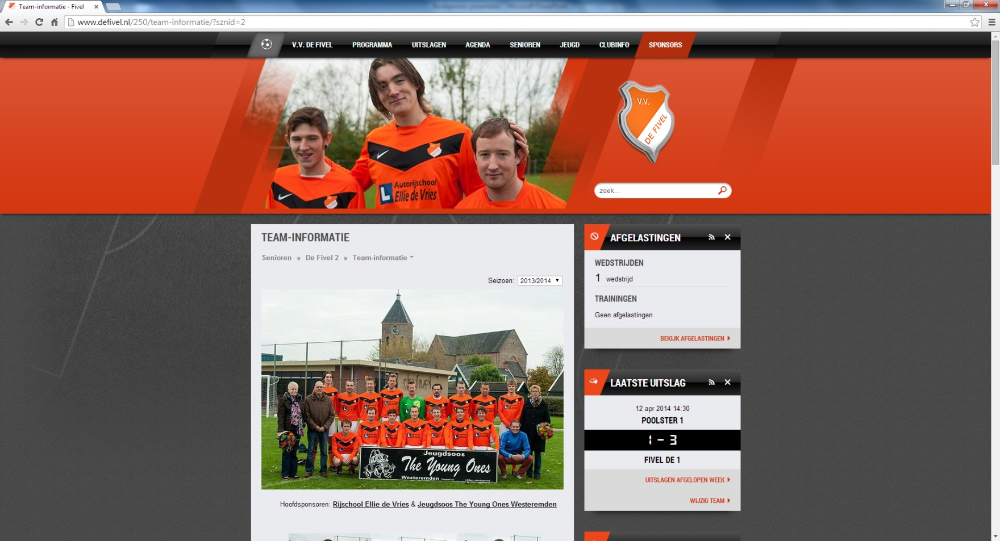 Team-informatie - Fivel
www.defivel.nl/250/team-informatie/?sznid=2
V.V. DE FIVEL PROGRAMMA UITSLAGEN AGENDA SENIOREN JEUGD CLUBINFO SPONSORS
V.V.
DE FIVEL
Autorijschool
L Ellie de Vries
zoek...
TEAM-INFORMATIE
Senioren » De Fivel 2 » Team-informatie
Seizoen: 2013/2014
Jeugdsoos
The Young Ones
Westeremden
Hoofdsponsoren: Rijschool Ellie de Vries & Jeugdsoos The Young Ones Westeremden
AFGELASTINGEN
WEDSTRIJDEN
1 wedstrijd
TRAININGEN
Geen afgelastingen
BEKIJK AFGELASTINGEN
LAATSTE UITSLAG
12 apr 2014 14:30
POOLSTER 1
1 - 3
FIVEL DE 1
UITSLAGEN AFGELOPEN WEEK
WIJZIG TEAM